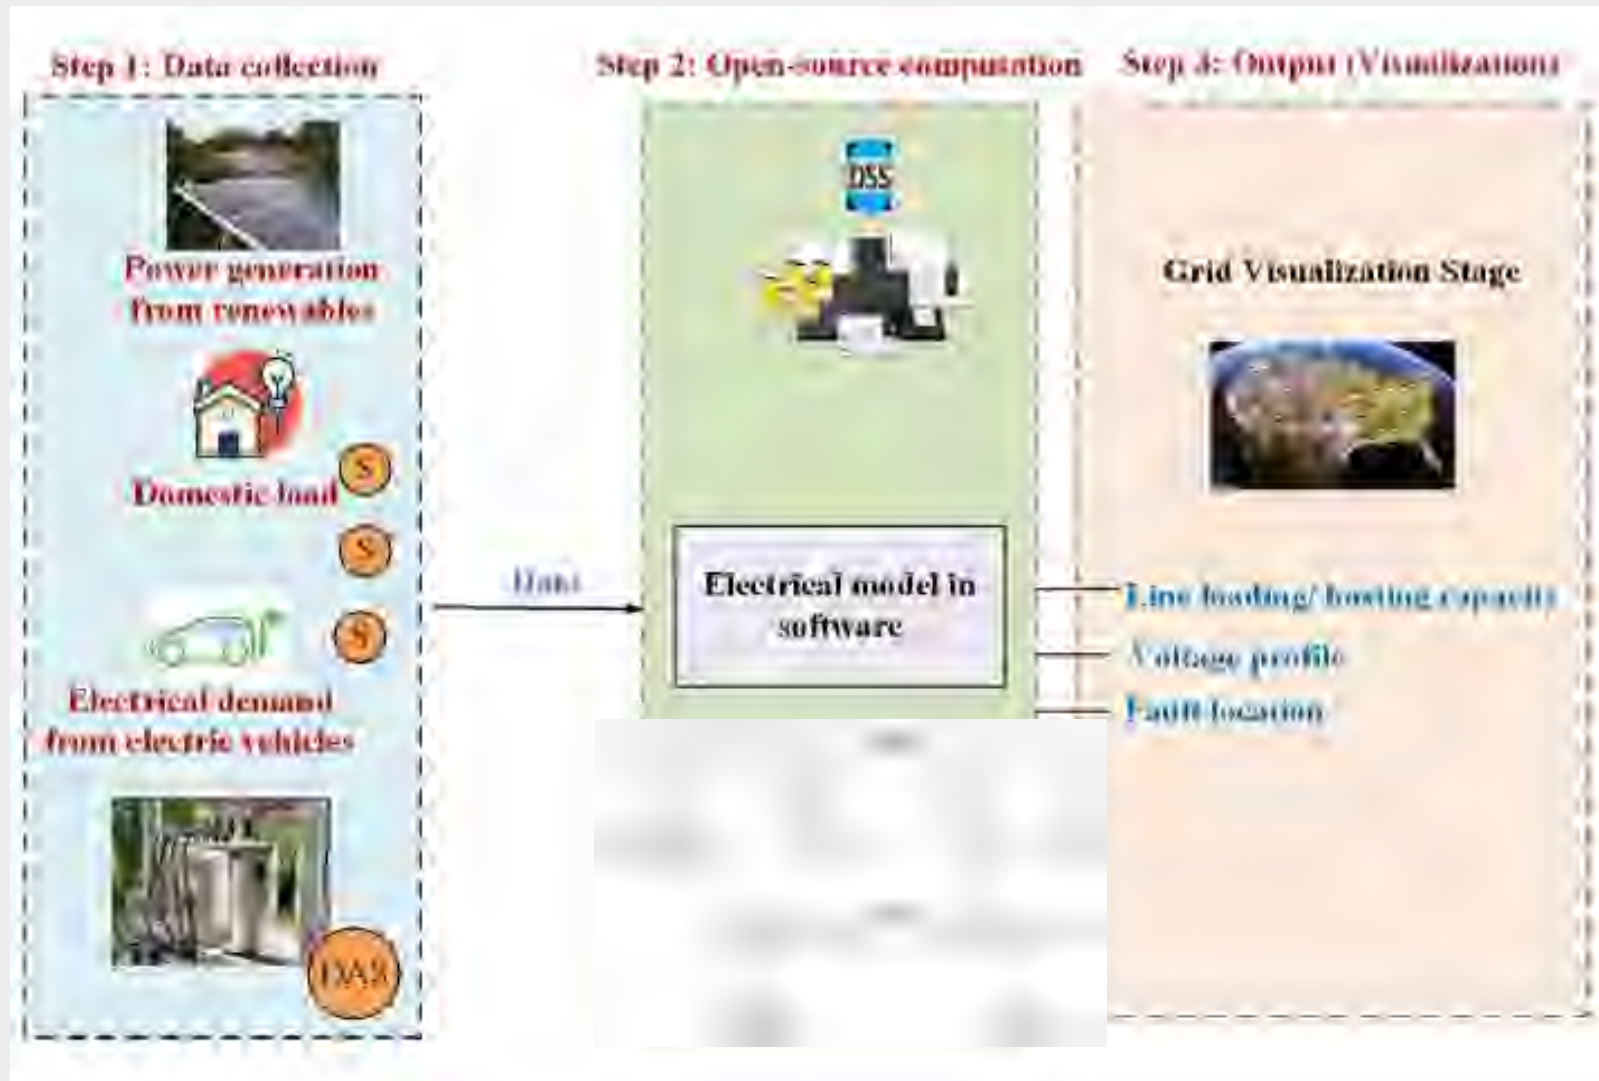 Step 1: Data collection
Step 2: Open-source computation
Step 3: Output (Visualization)
Power generation
from renewables
Domestic load
S
S
S
Electrical demand
from electric vehicles
DAS
Data
DSS
Electrical model in
software
Grid Visualization Stage
Line loading/ hosting capacity
Voltage profile
Fault location